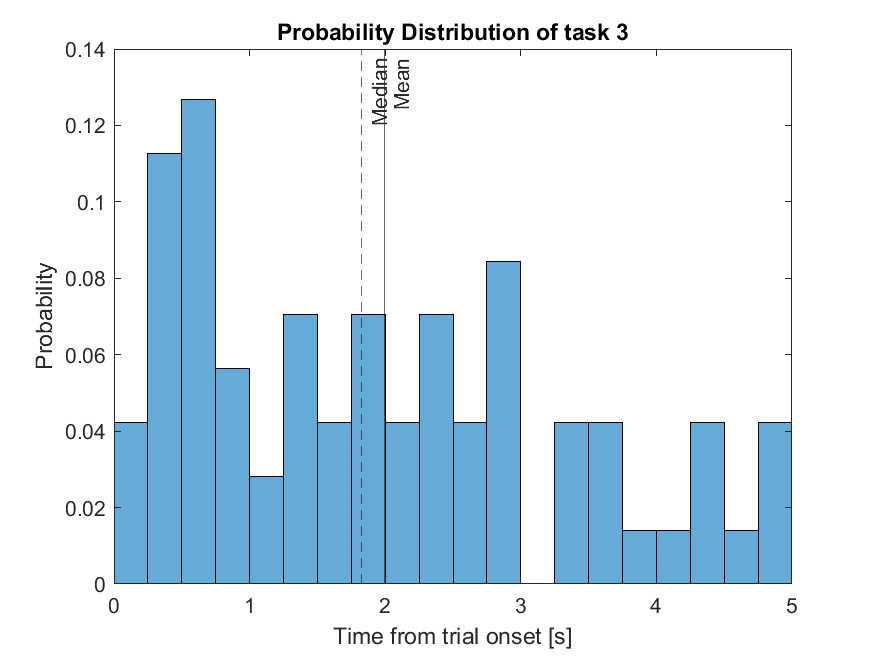 Probability Distribution of task 3
0.14
0.12
0.1
0.08
0.06
0.04
0.02
0
Probability
Median
Mean
0 1 2 3 4 5
Time from trial onset [s]